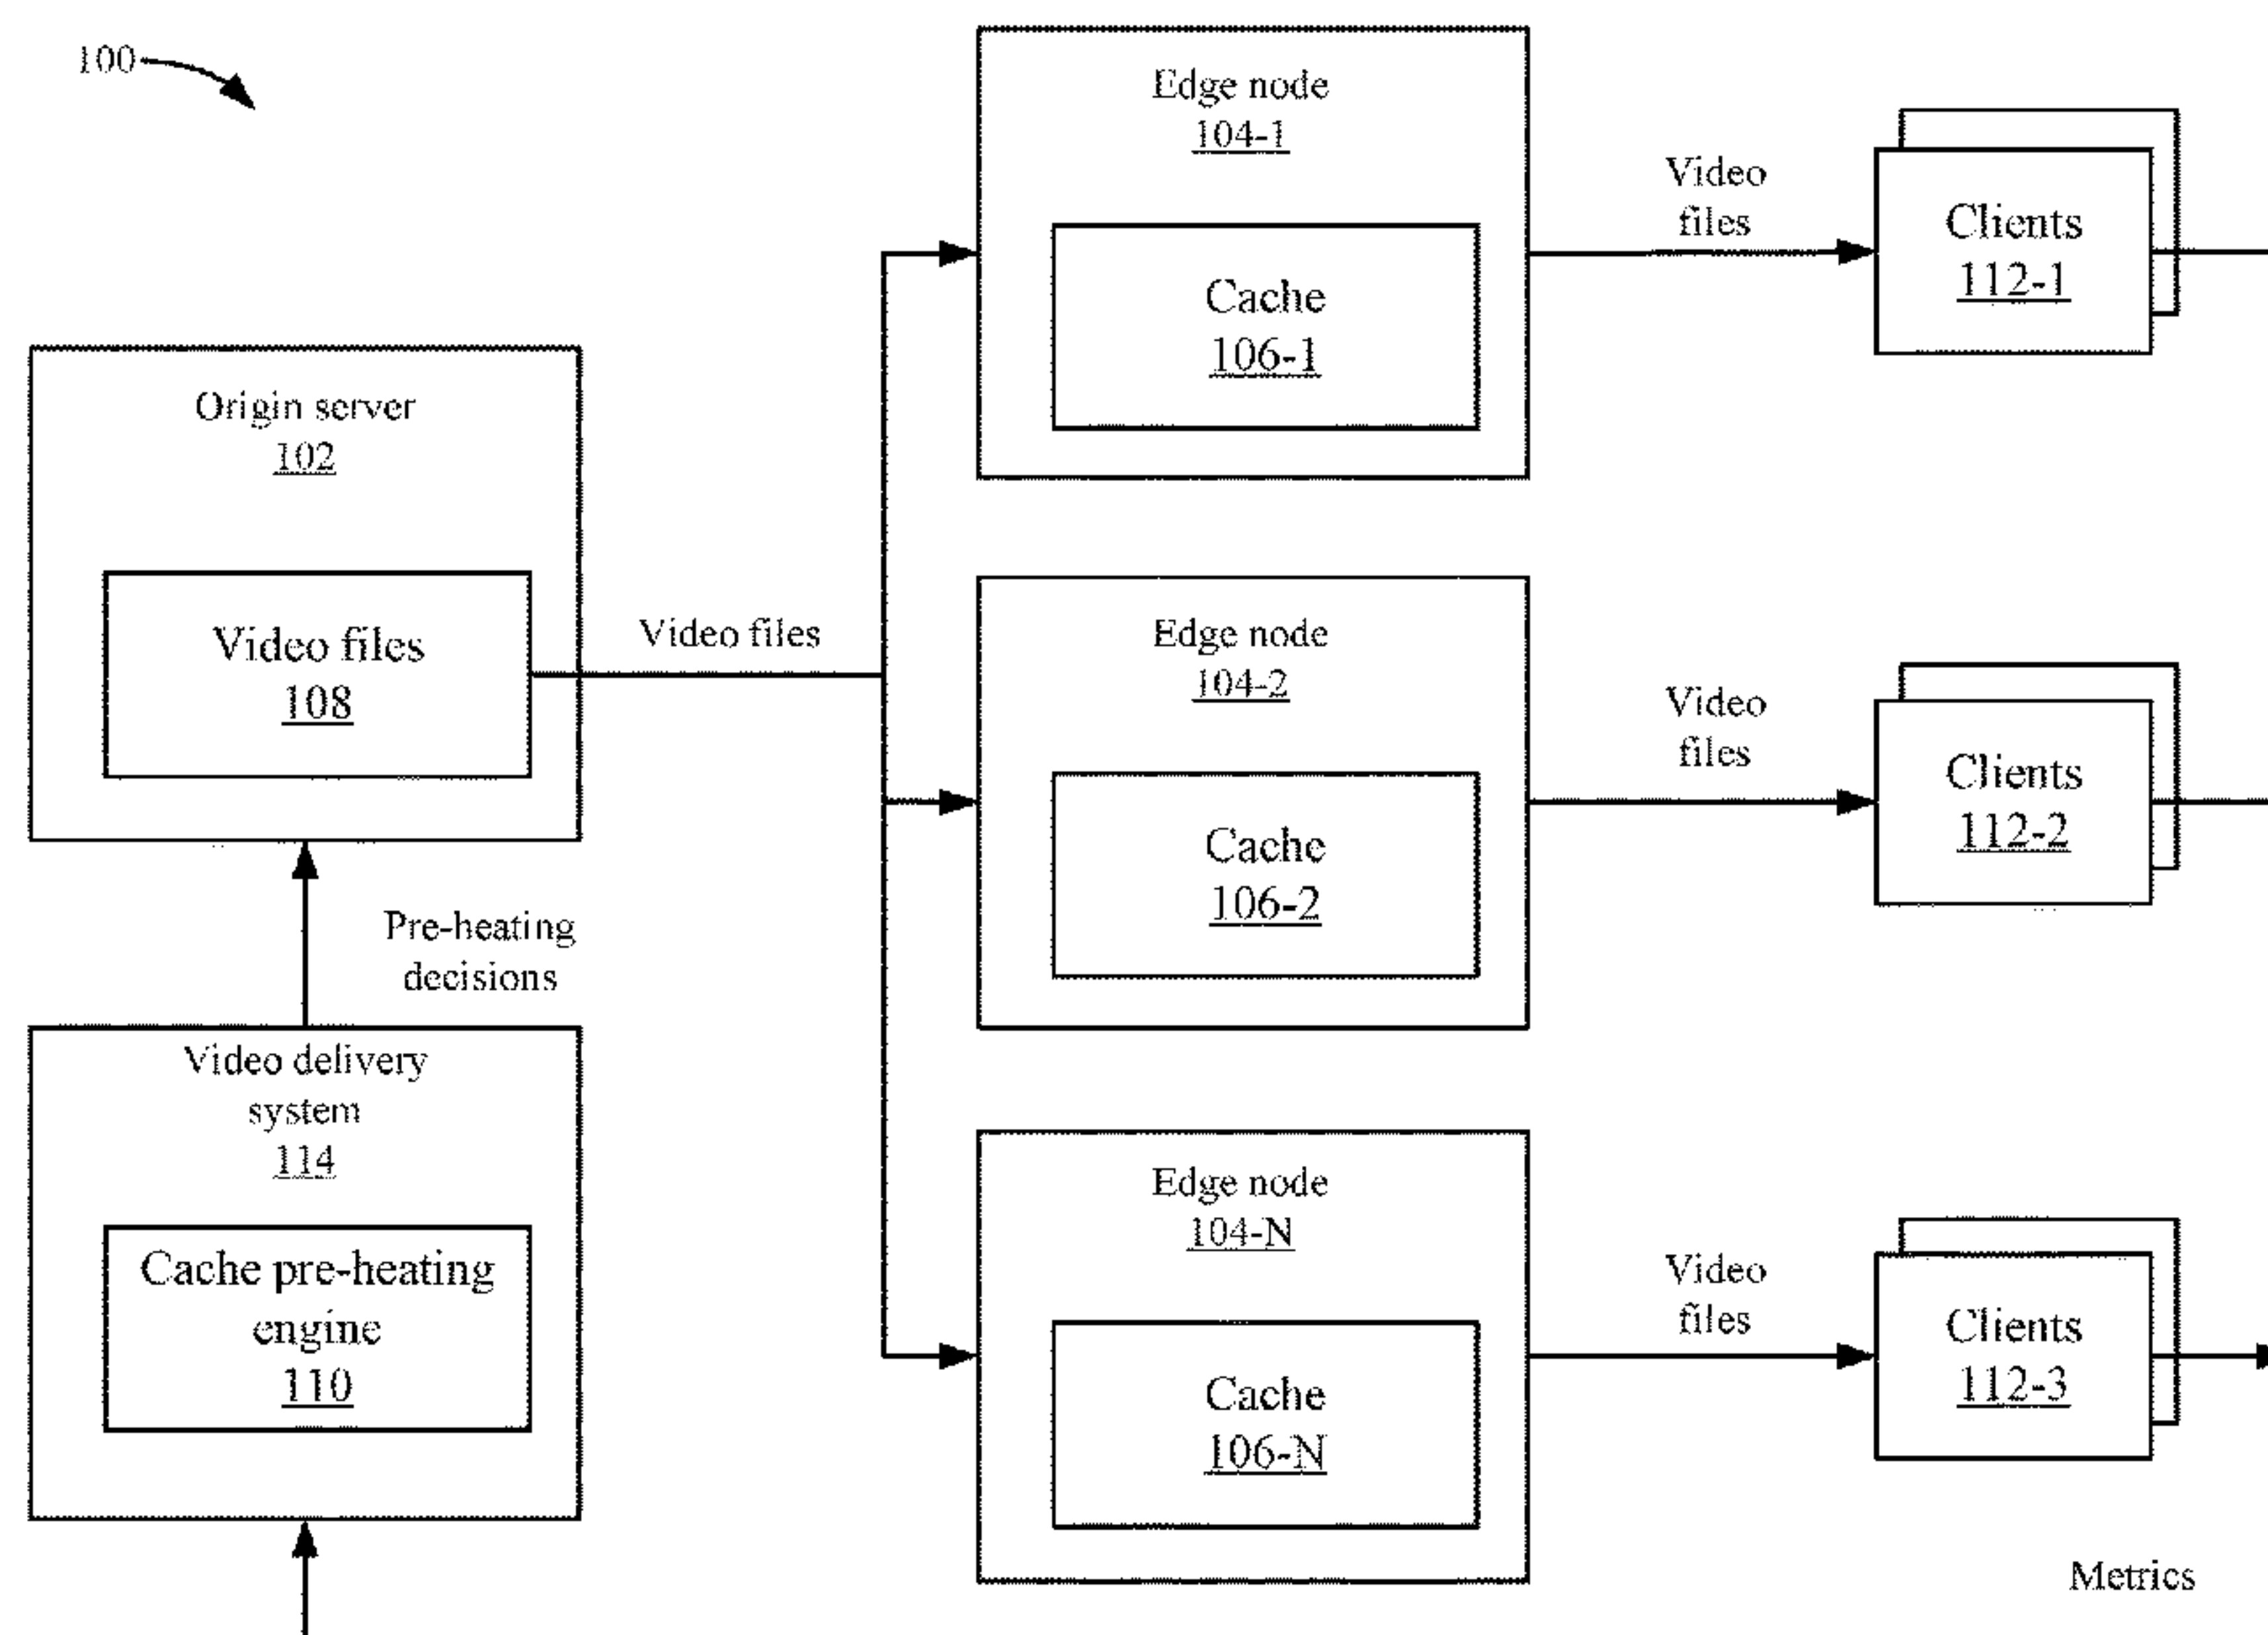 100
Origin server
102
Video files
108
Pre-heating
decisions
Video delivery
system
114
Cache pre-heating
engine
110
Video files
Edge node
104-1
Cache
106-1
Video
files
Clients
112-1
Edge node
104-2
Cache
106-2
Video
files
Clients
112-2
Edge node
104-N
Cache
106-N
Video
files
Clients
112-3
Metrics